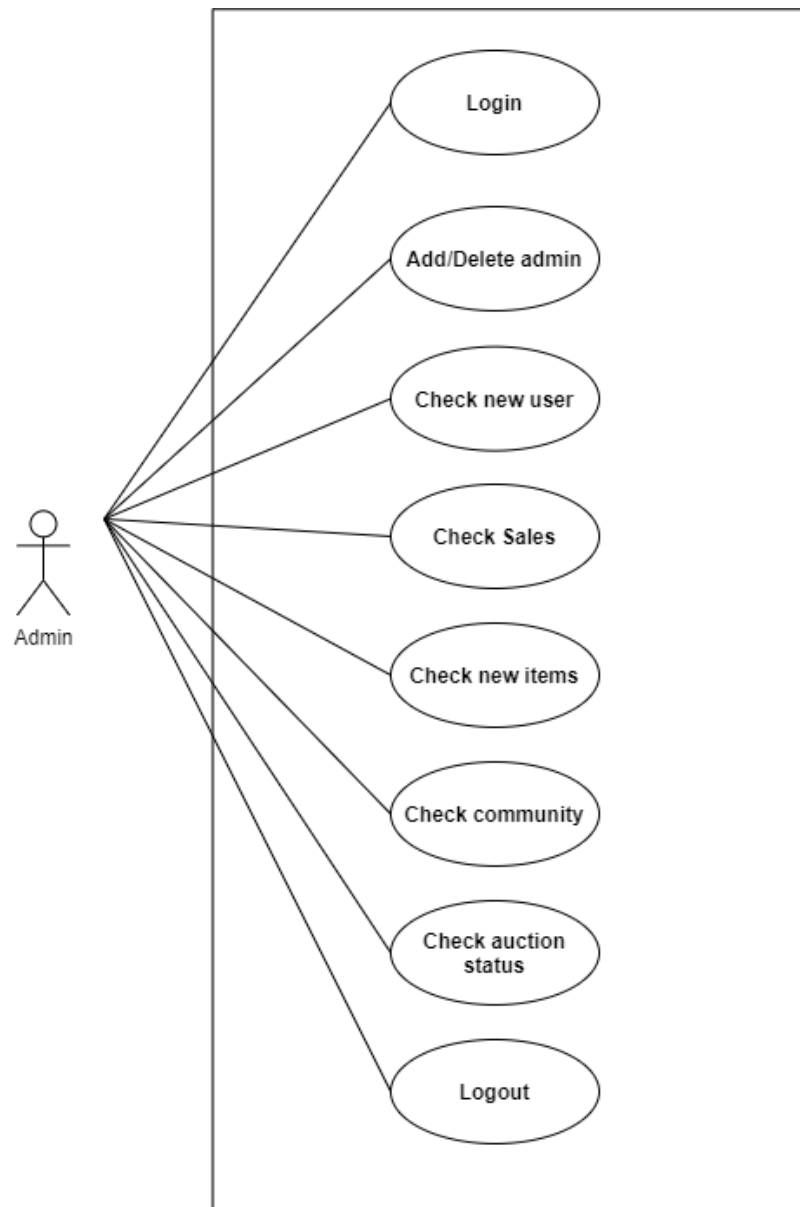 Login
Add/Delete admin
Check new user
Check Sales
Admin
Check new items
Check community
Check auction
status
Logout